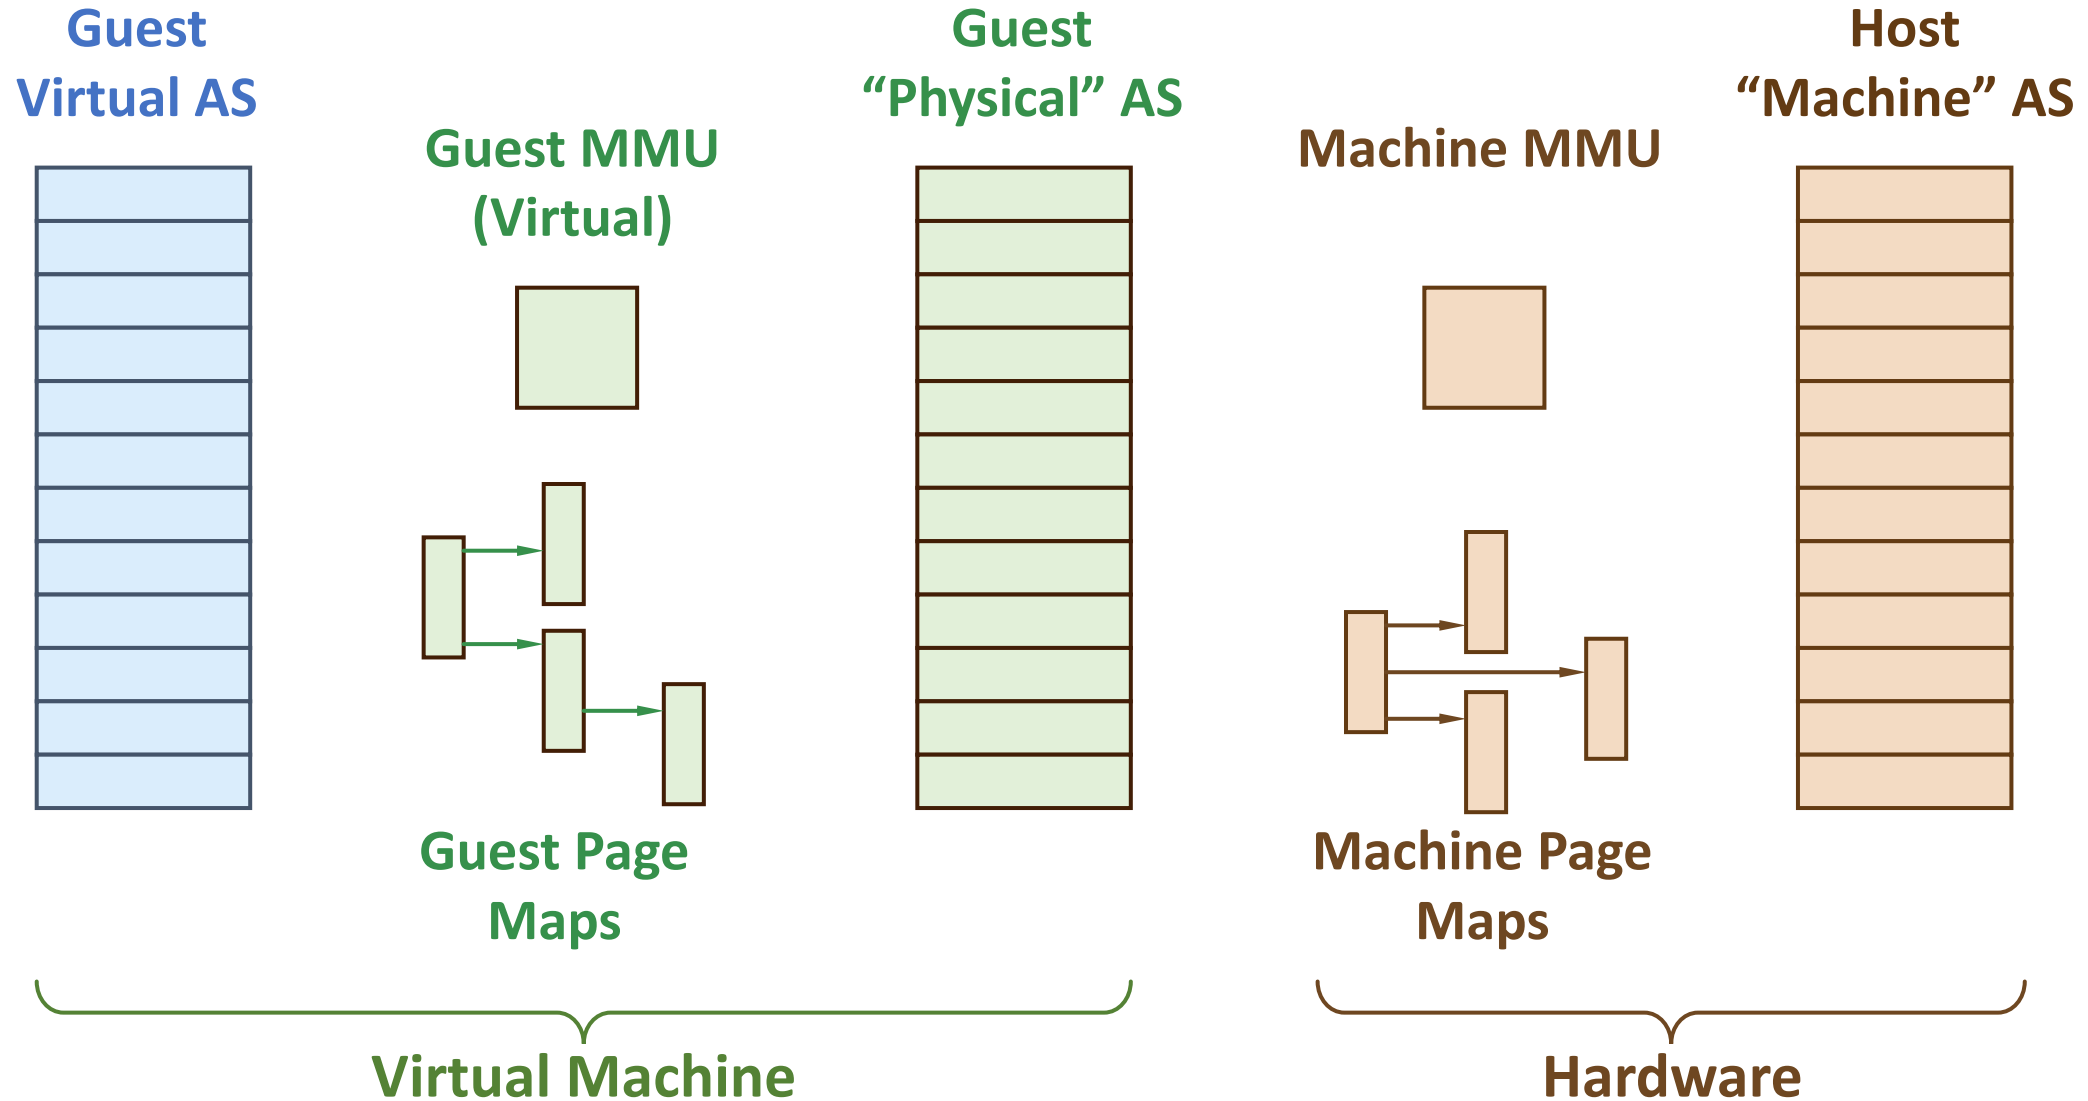 Guest
Virtual AS
Guest MMU
(Virtual)
Guest
“Physical” AS
Machine MMU
Host
“Machine” AS
Guest Page
Maps
Machine Page
Maps
Virtual Machine
Hardware